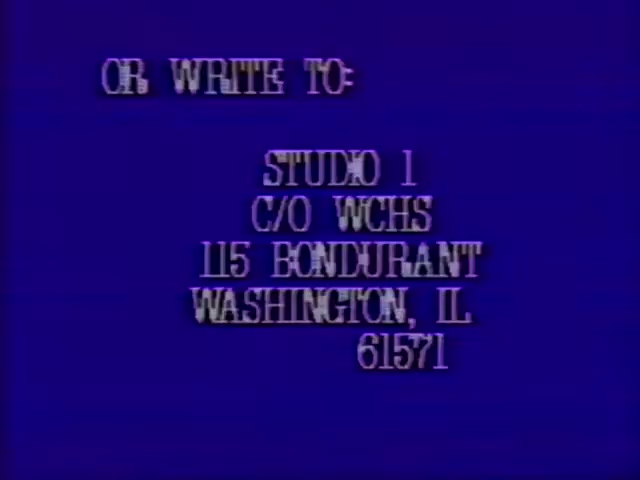 OR WRITE TO:
STUDIO 1
C/O WCHS
115 BONDURANT
WASHINGTON, IL
61571